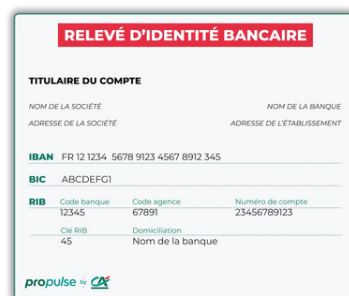 RELEVÉ D'IDENTITÉ BANCAIRE
TITULAIRE DU COMPTE
NOM DE LA SOCIÉTÉ NOM DE LA BANQUE
ADRESSE DE LA SOCIÉTÉ ADRESSE DE L'ÉTABLISSEMENT
IBAN FR 12 1234 5678 9123 4567 8912 345
BIC ABCDEFG1
RIB Code banque Code agence Numéro de compte
12345 67891 23456789123
Clé RIB Domiciliation
45 Nom de la banque
propulse by CA